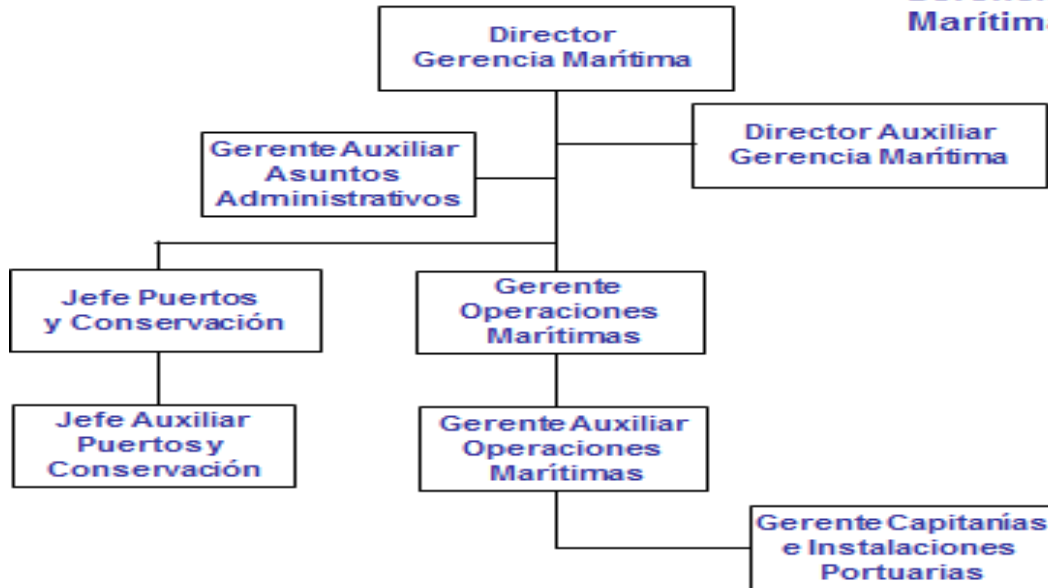 Marítima
Director
Gerencia Marítima
Director Auxiliar
Gerencia Marítima
Gerente Auxiliar
Asuntos
Administrativos
Jefe Puertos
y Conservación
Gerente
Operaciones
Marítimas
Jefe Auxiliar
Puertos y
Conservación
Gerente Auxiliar
Operaciones
Marítimas
Gerente Capitanías
e Instalaciones
Portuarias